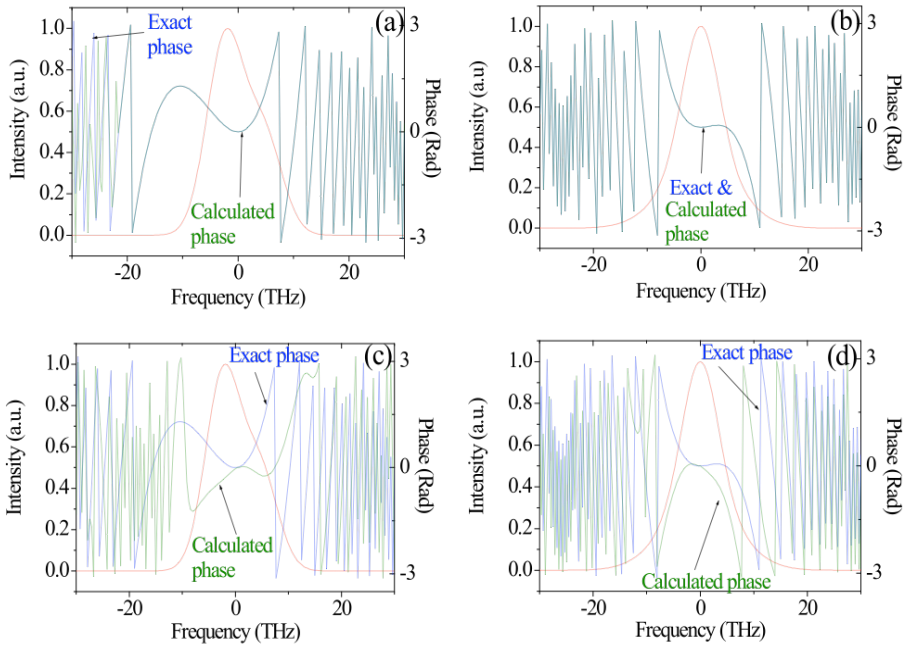 (a)
Exact
phase
Calculated
phase
Intensity (a.u.)
1.0
0.8
0.6
0.4
0.2
0.0
3
0
-3
Phase (Rad)
-20
0
20
Frequency (THz)
(b)
Exact &
Calculated
phase
Intensity (a.u)
1.0
0.8
0.6
0.4
0.2
0.0
3
0
-3
Phase (Rad)
-20
0
20
Frequency (THz)
(c)
Exact phase
Calculated
phase
Intensity (a.u.)
1.0
0.8
0.6
0.4
0.2
0.0
3
0
-3
Phase (Rad)
-20
0
20
Frequency (THz)
(d)
Exact phase
Calculated phase
Intensity (a.u.)
1.0
0.8
0.6
0.4
0.2
0.0
3
0
-3
Phase (Rad)
-20
0
20
Frequency (THz)